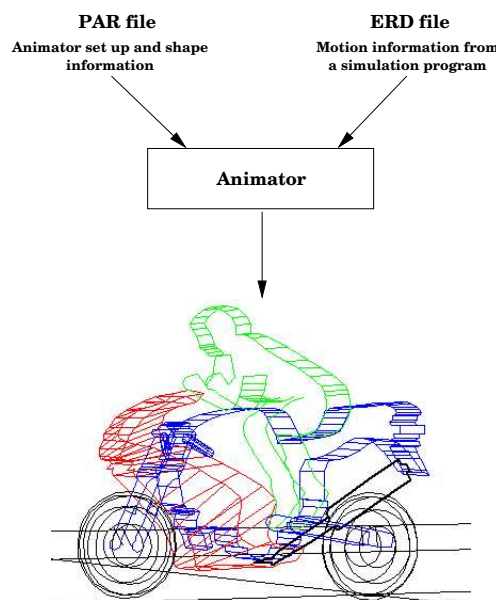 PAR file
Animator set up and shape
information
ERD file
Motion information from
a simulation program
Animator